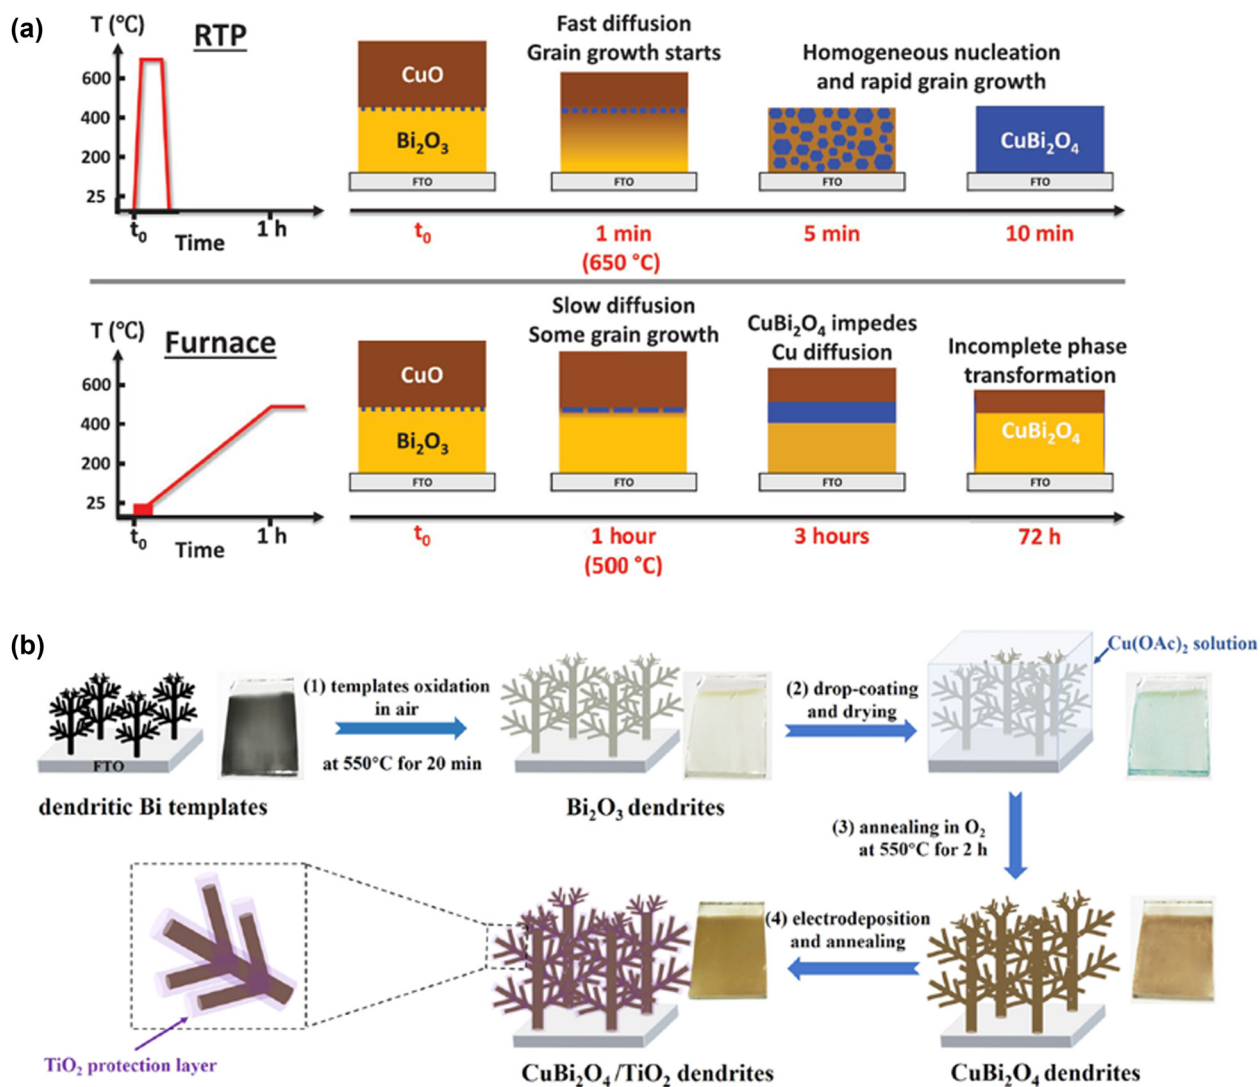 (a)
T (°C)
RTP
600
400
200
25
t₀
Time
1 h
CuO
Bi₂O₃
FTO
t₀
Fast diffusion
Grain growth starts
FTO
1 min
(650 °C)
Homogeneous nucleation
and rapid grain growth
FTO
5 min
CuBi₂O₄
FTO
10 min
T (°C)
Furnace
600
400
200
25
t₀
Time
1 h
CuO
Bi₂O₃
FTO
t₀
Slow diffusion
Some grain growth
FTO
1 hour
(500 °C)
CuBi₂O₄ impedes
Cu diffusion
FTO
3 hours
Incomplete phase
transformation
CuBi₂O₄
FTO
72 h
(b)
FTO
dendritic Bi templates
(1) templates oxidation
in air
at 550°C for 20 min
Bi₂O₃ dendrites
(2) drop-coating
and drying
Cu(OAc)₂ solution
(3) annealing in O₂
at 550°C for 2 h
CuBi₂O₄ dendrites
(4) electrodeposition
and annealing
CuBi₂O₄/TiO₂ dendrites
TiO₂ protection layer